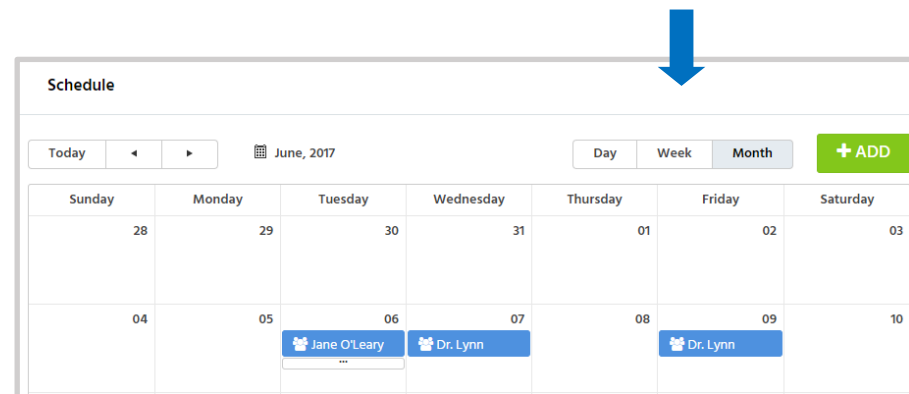 Schedule
Today June, 2017 Day Week Month + ADD
Sunday Monday Tuesday Wednesday Thursday Friday Saturday
28 29 30 31 01 02 03
04 05 06 07 08 09 10
Jane O'Leary Dr. Lynn Dr. Lynn
...